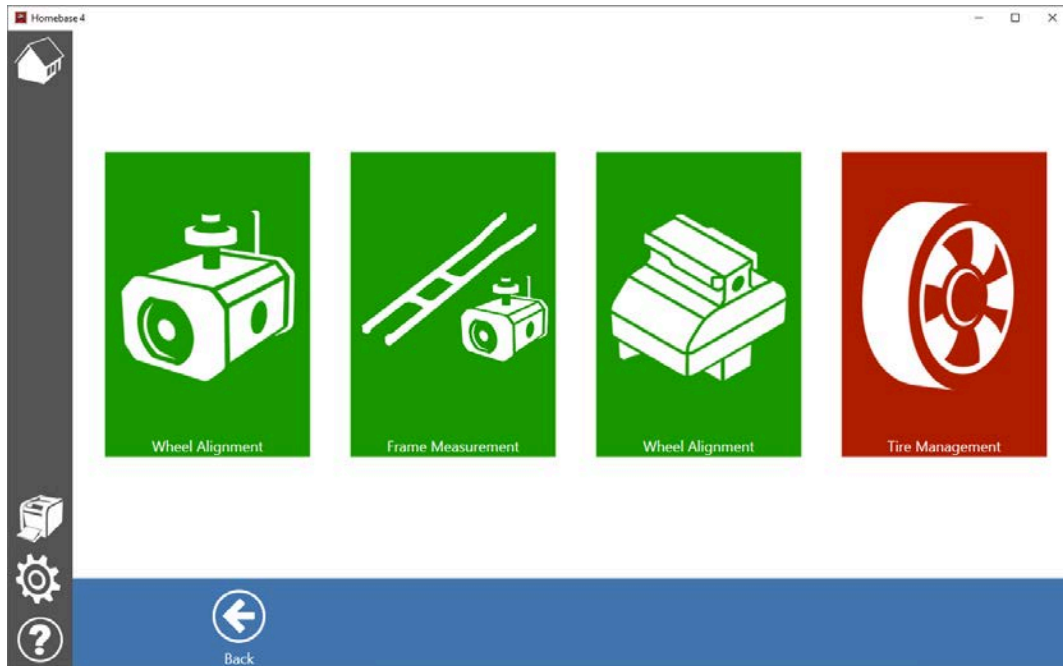 Homebase 4
Wheel Alignment
Frame Measurement
Wheel Alignment
Tire Management
?
Back